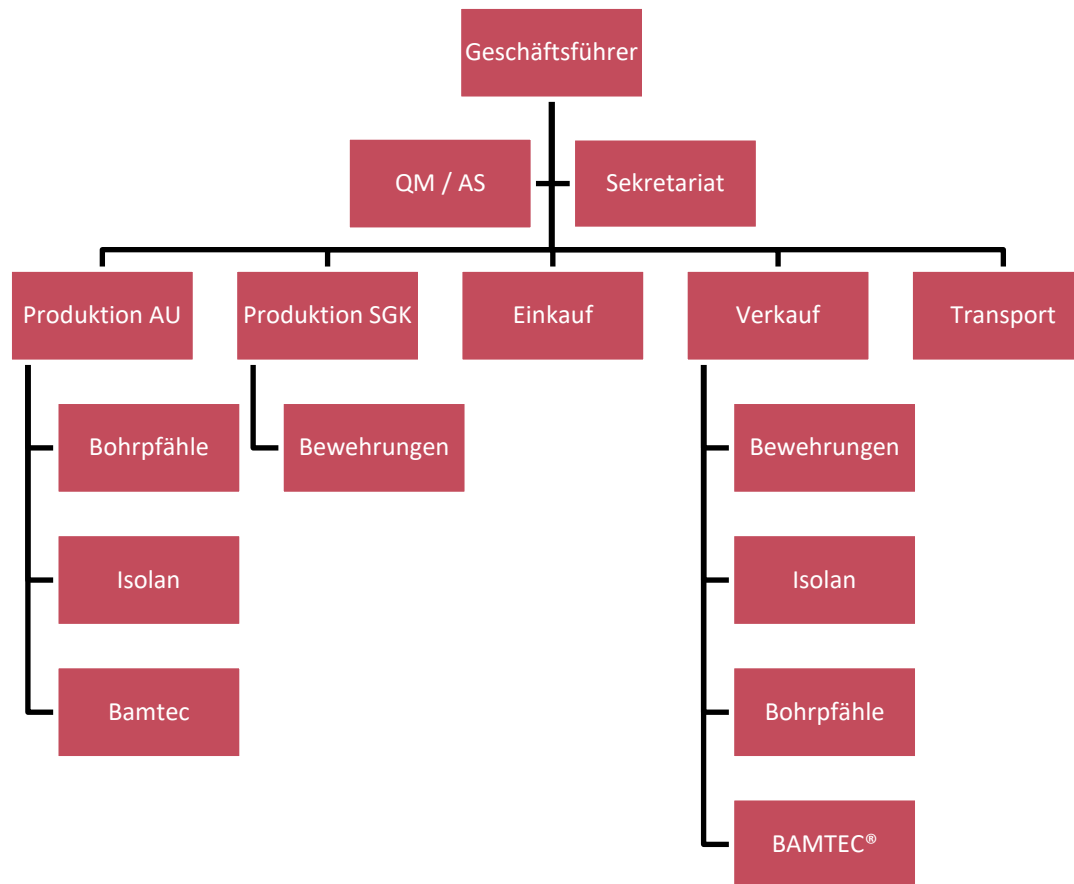 Geschäftsführer
QM / AS
Sekretariat
Produktion AU
Produktion SGK
Einkauf
Verkauf
Transport
Bohrpfähle
Isolan
Bamtec
Bewehrungen
Bewehrungen
Isolan
Bohrpfähle
BAMTEC®